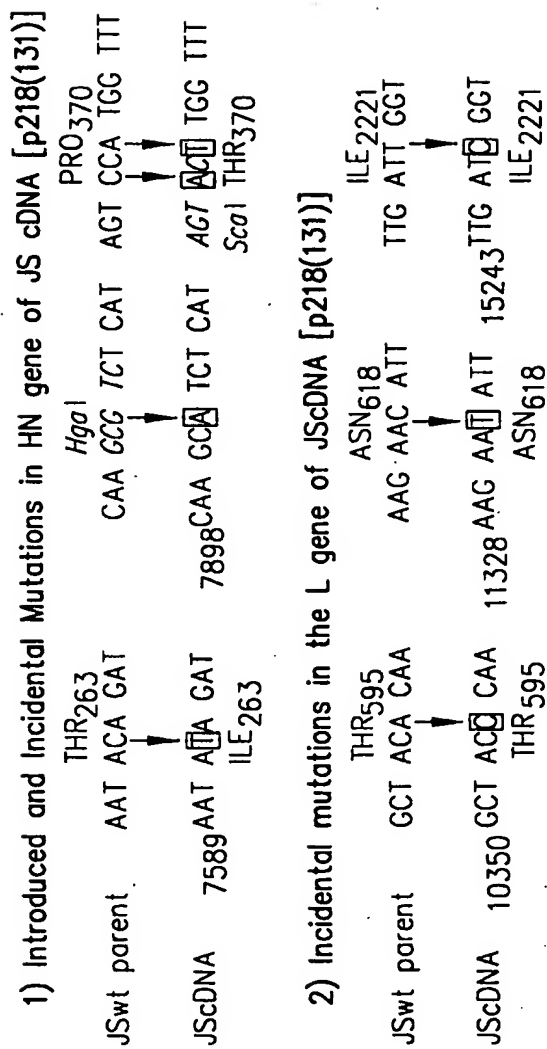 1) Introduced and Incidental Mutations in HN gene of JS cDNA [p218(131)]
THR263 HgaI PRO370
JSwt parent AAT ACA GAT CAA GCG TCT CAT AGT CCA TGG TTT
JScDNA 7589 AAT ATA GAT 7898 CAA GCA TCT CAT AGT ACT TGG TTT
ILE263 ScaI THR370
2) Incidental mutations in the L gene of JScDNA [p218(131)]
THR595 ASN618 ILE2221
JSwt parent GCT ACA CAA AAG AAC ATT TTG ATT GGT
JScDNA 10350 GCT ACC CAA 11328 AAG AAT ATT 15243 TTG ATC GGT
THR595 ASN618 ILE2221